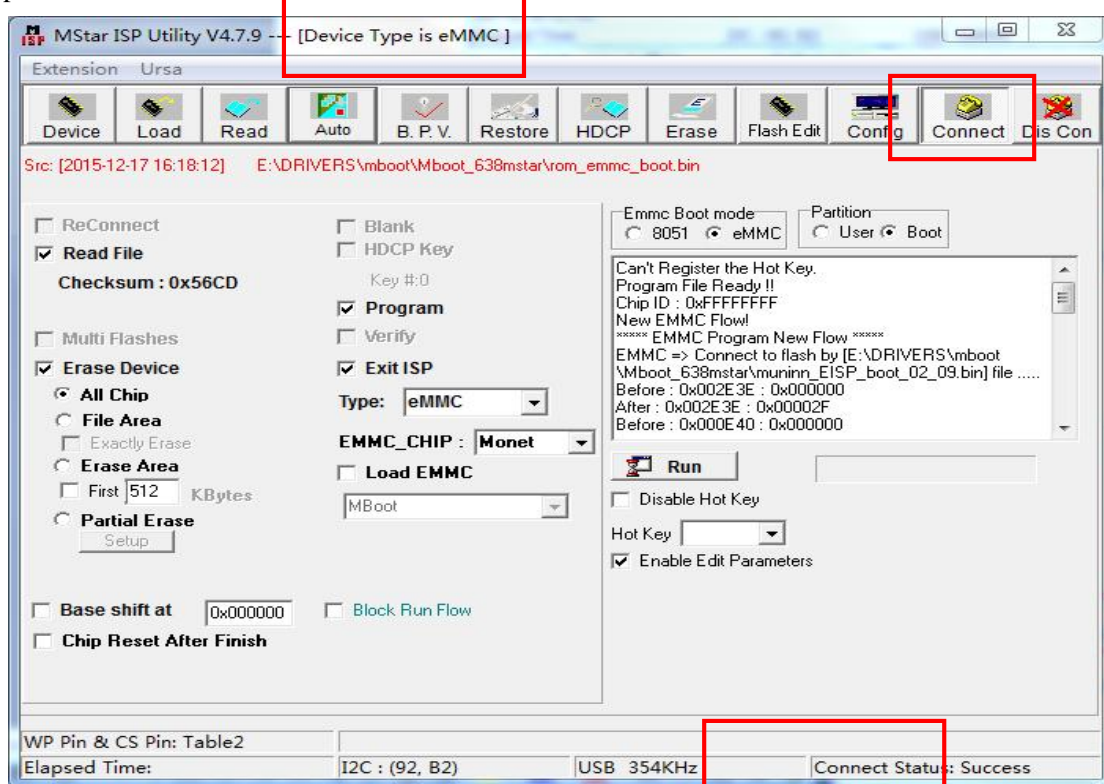 MStar ISP Utility V4.7.9 --- [Device Type is eMMC ]
Extension Ursa
Device Load Read Auto B. P. V. Restore HDCP Erase Flash Edit Config Connect Dis Con
Src: [2015-12-17 16:18:12] E:\DRIVERS\mboot\Mboot_638mstar\rom_emmc_boot.bin
ReConnect
Read File
Checksum : 0x56CD
Multi Flashes
Erase Device
All Chip
File Area
Exactly Erase
Erase Area
First 512 KBytes
Partial Erase
Setup
Base shift at 0x000000
Chip Reset After Finish
Blank
HDCP Key
Key #:0
Program
Verify
Exit ISP
Type: eMMC
EMMC_CHIP : Monet
Load EMMC
MBoot
Block Run Flow
Emmc Boot mode
8051 eMMC
Partition
User Boot
Can't Register the Hot Key.
Program File Ready !!
Chip ID : 0xFFFFFFFF
New EMMC Flow!
***** EMMC Program New Flow *****
EMMC => Connect to flash by [E:\DRIVERS\mboot
\Mboot_638mstar\muninn_EISP_boot_02_09.bin] file .....
Before : 0x002E3E : 0x000000
After : 0x002E3E : 0x00002F
Before : 0x000E40 : 0x000000
Run
Disable Hot Key
Hot Key
Enable Edit Parameters
WP Pin & CS Pin: Table2
Elapsed Time: I2C : (92, B2) USB 354KHz Connect Status: Success